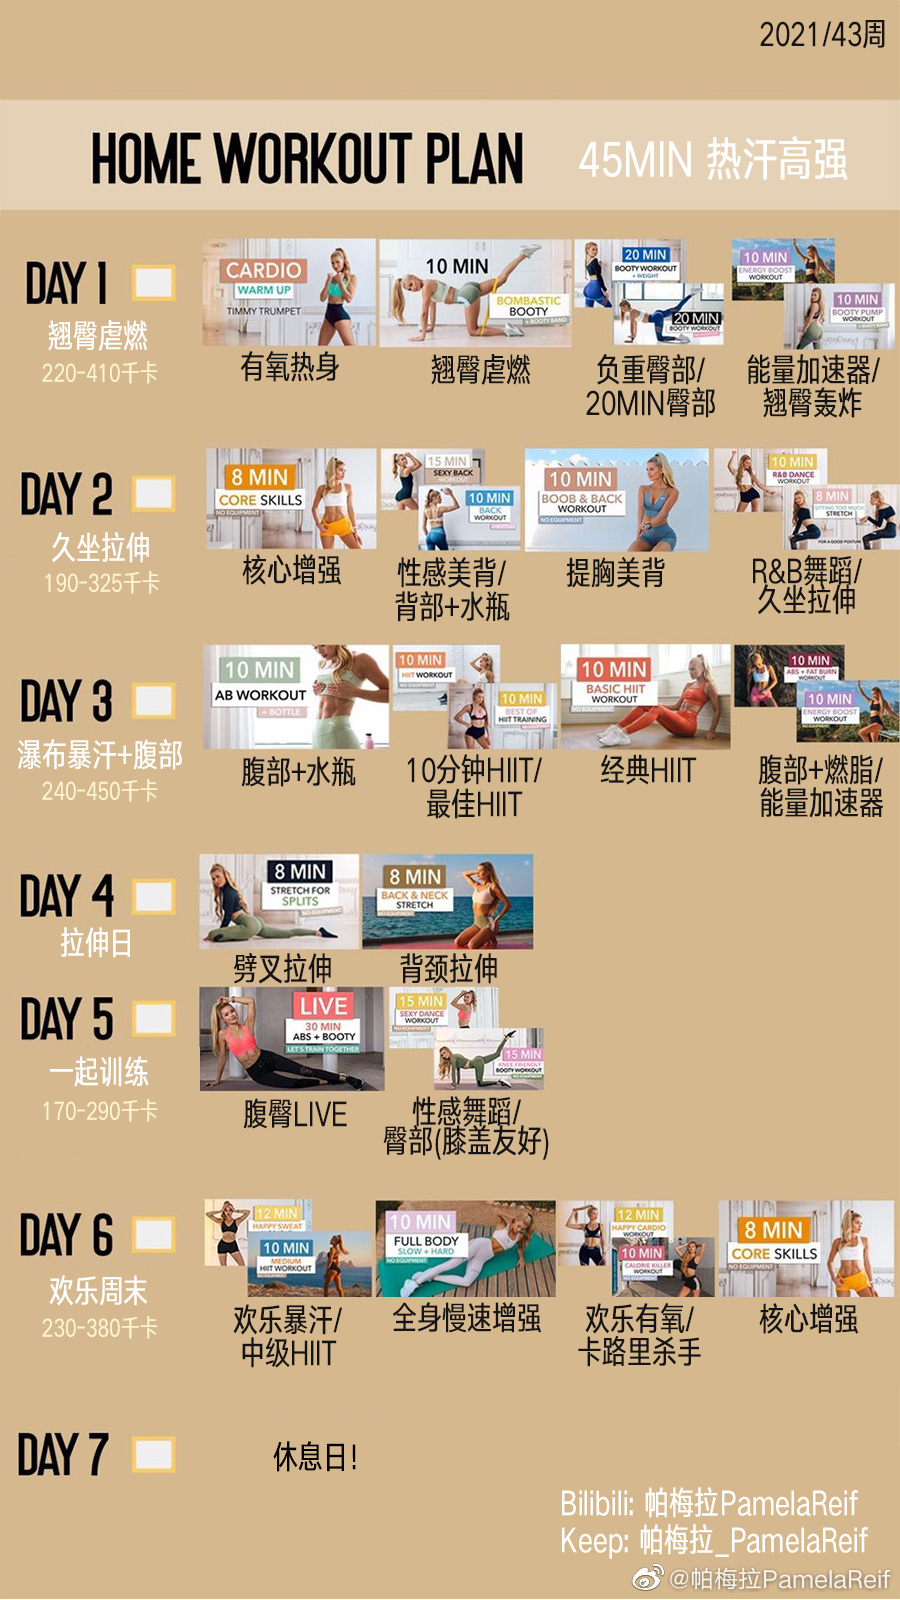 2021/43周
HOME WORKOUT PLAN
45MIN 热汗高强
DAY 1
翘臀虐燃
220-410千卡
CARDIO
WARM UP
TIMMY TRUMPET
有氧热身
10 MIN
BOMBASTIC
BOOTY
+ BOOTY BAND
翘臀虐燃
20 MIN
BOOTY WORKOUT
+ WEIGHT
20 MIN
BOOTY WORKOUT
负重臀部/
20MIN臀部
10 MIN
ENERGY BOOST
WORKOUT
10 MIN
BOOTY PUMP
WORKOUT
+ BOOTY BAND
能量加速器/
翘臀轰炸
DAY 2
久坐拉伸
190-325千卡
8 MIN
CORE SKILLS
NO EQUIPMENT
核心增强
15 MIN
SEXY BACK
WORKOUT
10 MIN
BACK
WORKOUT
性感美背/
背部+水瓶
10 MIN
BOOB & BACK
WORKOUT
NO EQUIPMENT
提胸美背
10 MIN
R&B DANCE
WORKOUT
8 MIN
SITTING TOO MUCH
STRETCH
FOR A GOOD POSTURE
R&B舞蹈/
久坐拉伸
DAY 3
瀑布暴汗+腹部
240-450千卡
10 MIN
AB WORKOUT
+ BOTTLE
腹部+水瓶
10 MIN
HIIT WORKOUT
NO EQUIPMENT
10 MIN
BEST OF
HIIT TRAINING
10分钟HIIT/
最佳HIIT
10 MIN
BASIC HIIT
WORKOUT
经典HIIT
10 MIN
ABS + FAT BURN
WORKOUT
10 MIN
ENERGY BOOST
WORKOUT
腹部+燃脂/
能量加速器
DAY 4
拉伸日
8 MIN
STRETCH FOR
SPLITS
NO EQUIPMENT
劈叉拉伸
8 MIN
BACK & NECK
STRETCH
NO EQUIPMENT
背颈拉伸
DAY 5
一起训练
170-290千卡
LIVE
30 MIN
ABS + BOOTY
LET'S TRAIN TOGETHER
腹臀LIVE
15 MIN
SEXY DANCE
WORKOUT
NO EQUIPMENT
15 MIN
KNEE FRIENDLY
BOOTY WORKOUT
NO EQUIPMENT
性感舞蹈/
臀部(膝盖友好)
DAY 6
欢乐周末
230-380千卡
12 MIN
HAPPY SWEAT
10 MIN
MEDIUM
HIIT WORKOUT
NO EQUIPMENT
欢乐暴汗/
中级HIIT
10 MIN
FULL BODY
SLOW + HARD
NO EQUIPMENT
全身慢速增强
12 MIN
HAPPY CARDIO
WORKOUT
10 MIN
CALORIE KILLER
WORKOUT
欢乐有氧/
卡路里杀手
8 MIN
CORE SKILLS
NO EQUIPMENT
核心增强
DAY 7
休息日!
Bilibili: 帕梅拉PamelaReif
Keep: 帕梅拉_PamelaReif
@帕梅拉PamelaReif